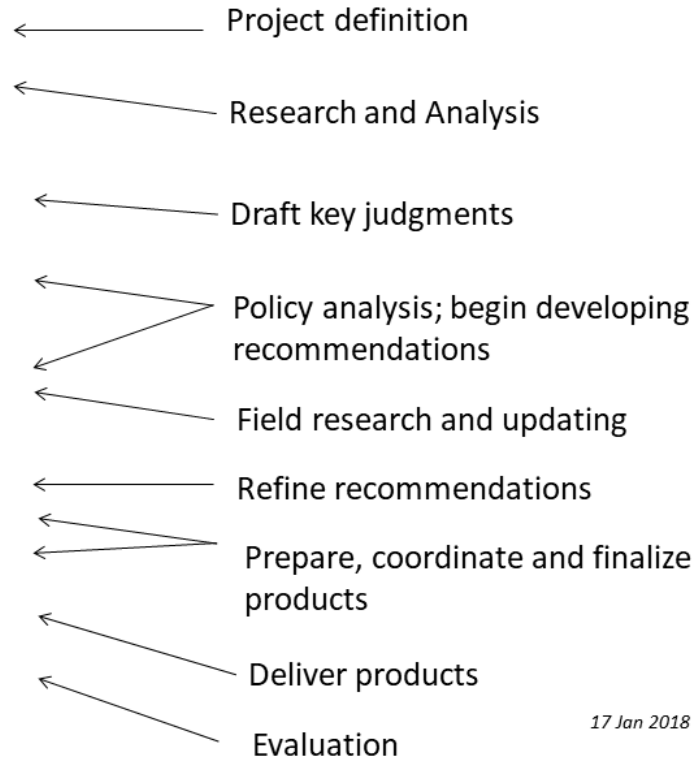 Project definition
Research and Analysis
Draft key judgments
Policy analysis; begin developing
recommendations
Field research and updating
Refine recommendations
Prepare, coordinate and finalize
products
Deliver products
17 Jan 2018
Evaluation